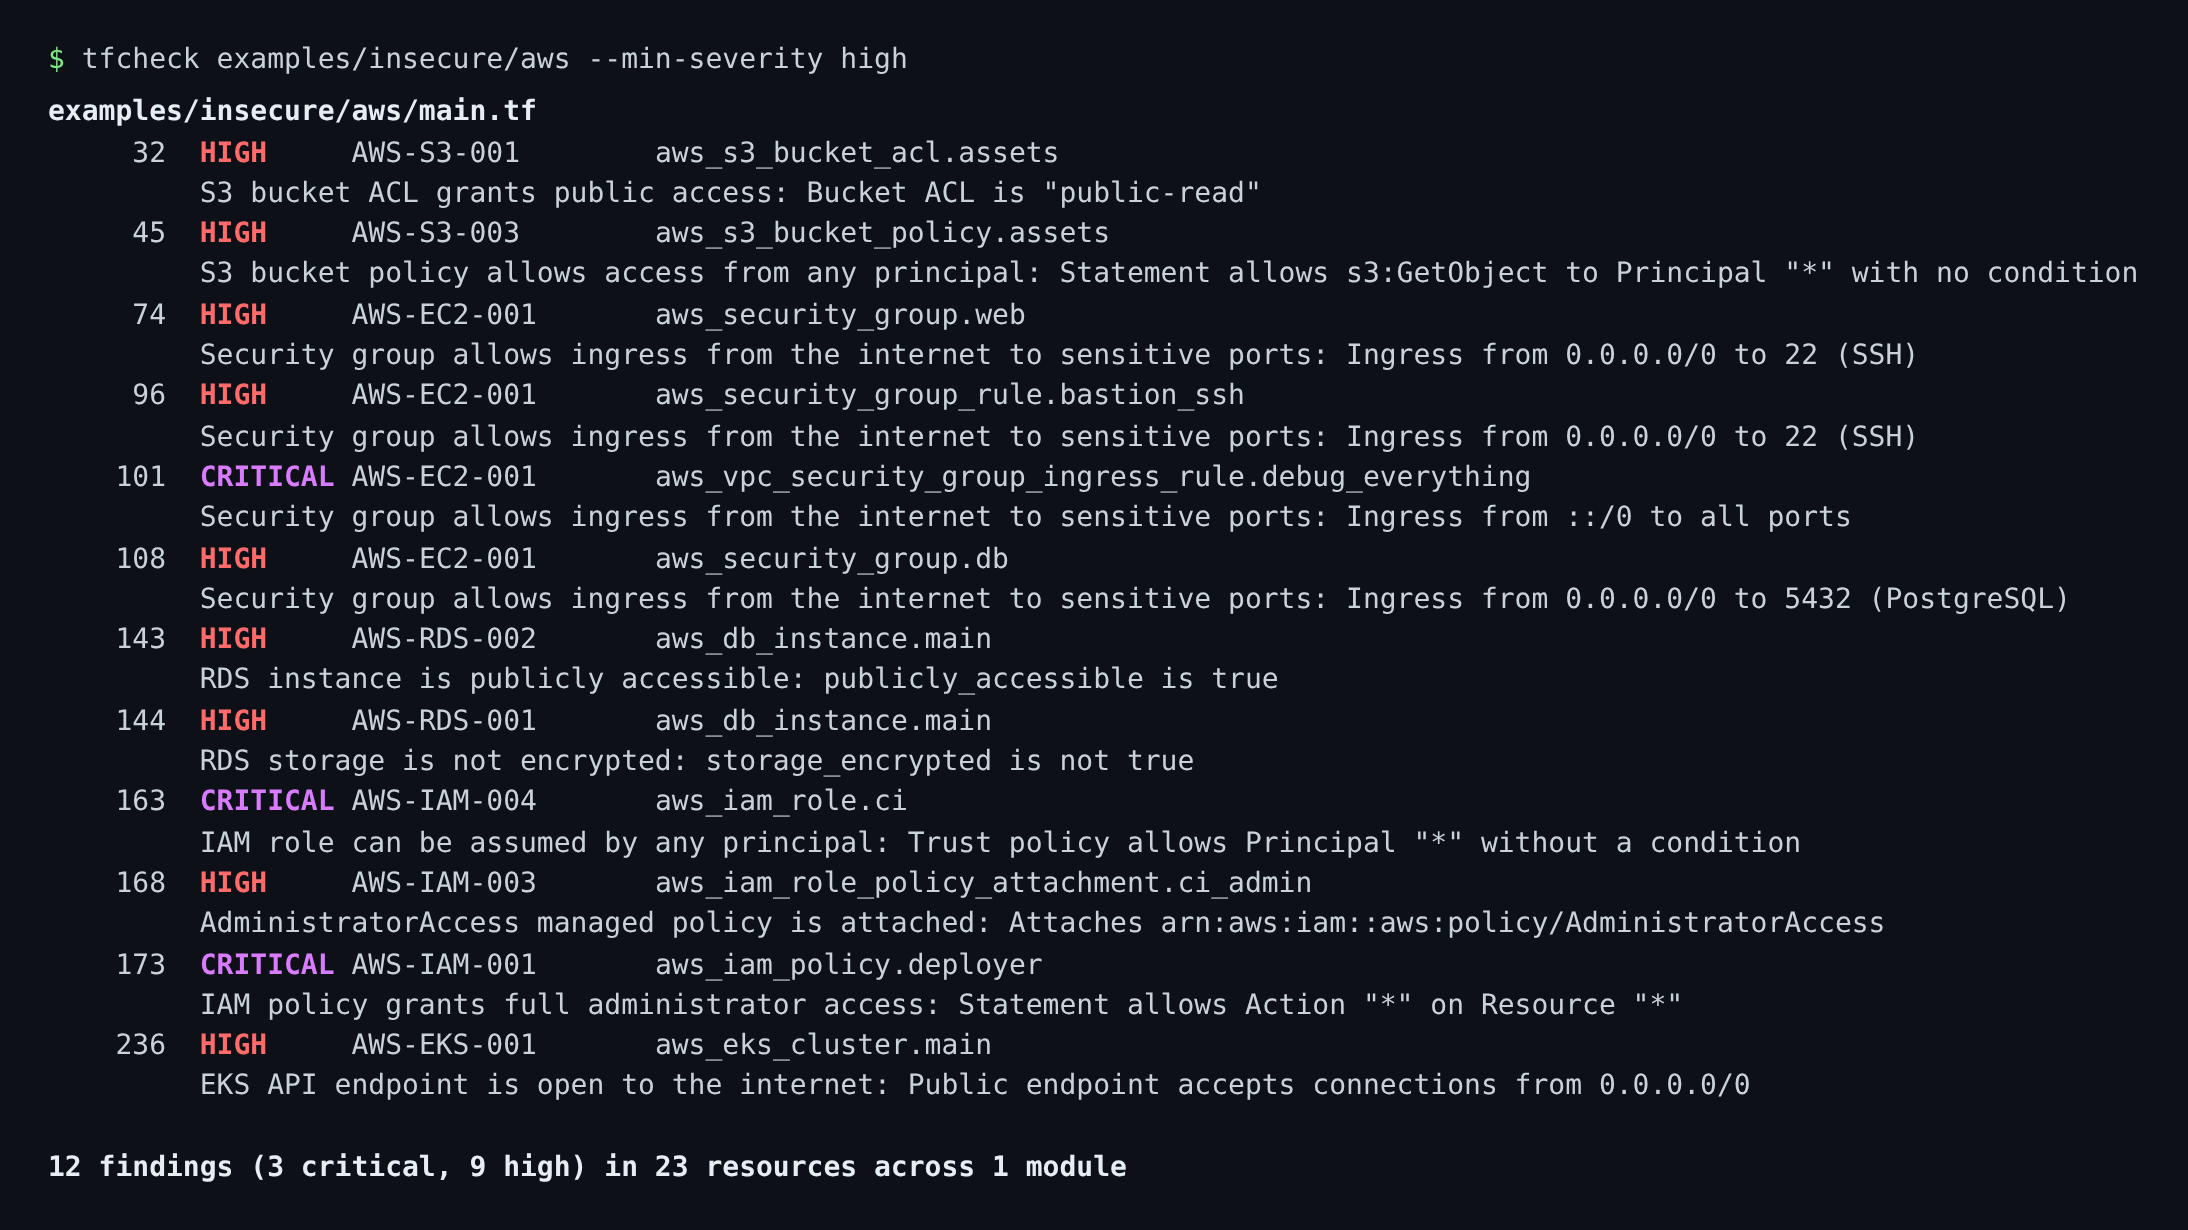 $ tfcheck examples/insecure/aws --min-severity high
examples/insecure/aws/main.tf
32 HIGH AWS-S3-001 aws_s3_bucket_acl.assets
S3 bucket ACL grants public access: Bucket ACL is "public-read"
45 HIGH AWS-S3-003 aws_s3_bucket_policy.assets
S3 bucket policy allows access from any principal: Statement allows s3:GetObject to Principal "*" with no condition
74 HIGH AWS-EC2-001 aws_security_group.web
Security group allows ingress from the internet to sensitive ports: Ingress from 0.0.0.0/0 to 22 (SSH)
96 HIGH AWS-EC2-001 aws_security_group_rule.bastion_ssh
Security group allows ingress from the internet to sensitive ports: Ingress from 0.0.0.0/0 to 22 (SSH)
101 CRITICAL AWS-EC2-001 aws_vpc_security_group_ingress_rule.debug_everything
Security group allows ingress from the internet to sensitive ports: Ingress from ::/0 to all ports
108 HIGH AWS-EC2-001 aws_security_group.db
Security group allows ingress from the internet to sensitive ports: Ingress from 0.0.0.0/0 to 5432 (PostgreSQL)
143 HIGH AWS-RDS-002 aws_db_instance.main
RDS instance is publicly accessible: publicly_accessible is true
144 HIGH AWS-RDS-001 aws_db_instance.main
RDS storage is not encrypted: storage_encrypted is not true
163 CRITICAL AWS-IAM-004 aws_iam_role.ci
IAM role can be assumed by any principal: Trust policy allows Principal "*" without a condition
168 HIGH AWS-IAM-003 aws_iam_role_policy_attachment.ci_admin
AdministratorAccess managed policy is attached: Attaches arn:aws:iam::aws:policy/AdministratorAccess
173 CRITICAL AWS-IAM-001 aws_iam_policy.deployer
IAM policy grants full administrator access: Statement allows Action "*" on Resource "*"
236 HIGH AWS-EKS-001 aws_eks_cluster.main
EKS API endpoint is open to the internet: Public endpoint accepts connections from 0.0.0.0/0
12 findings (3 critical, 9 high) in 23 resources across 1 module